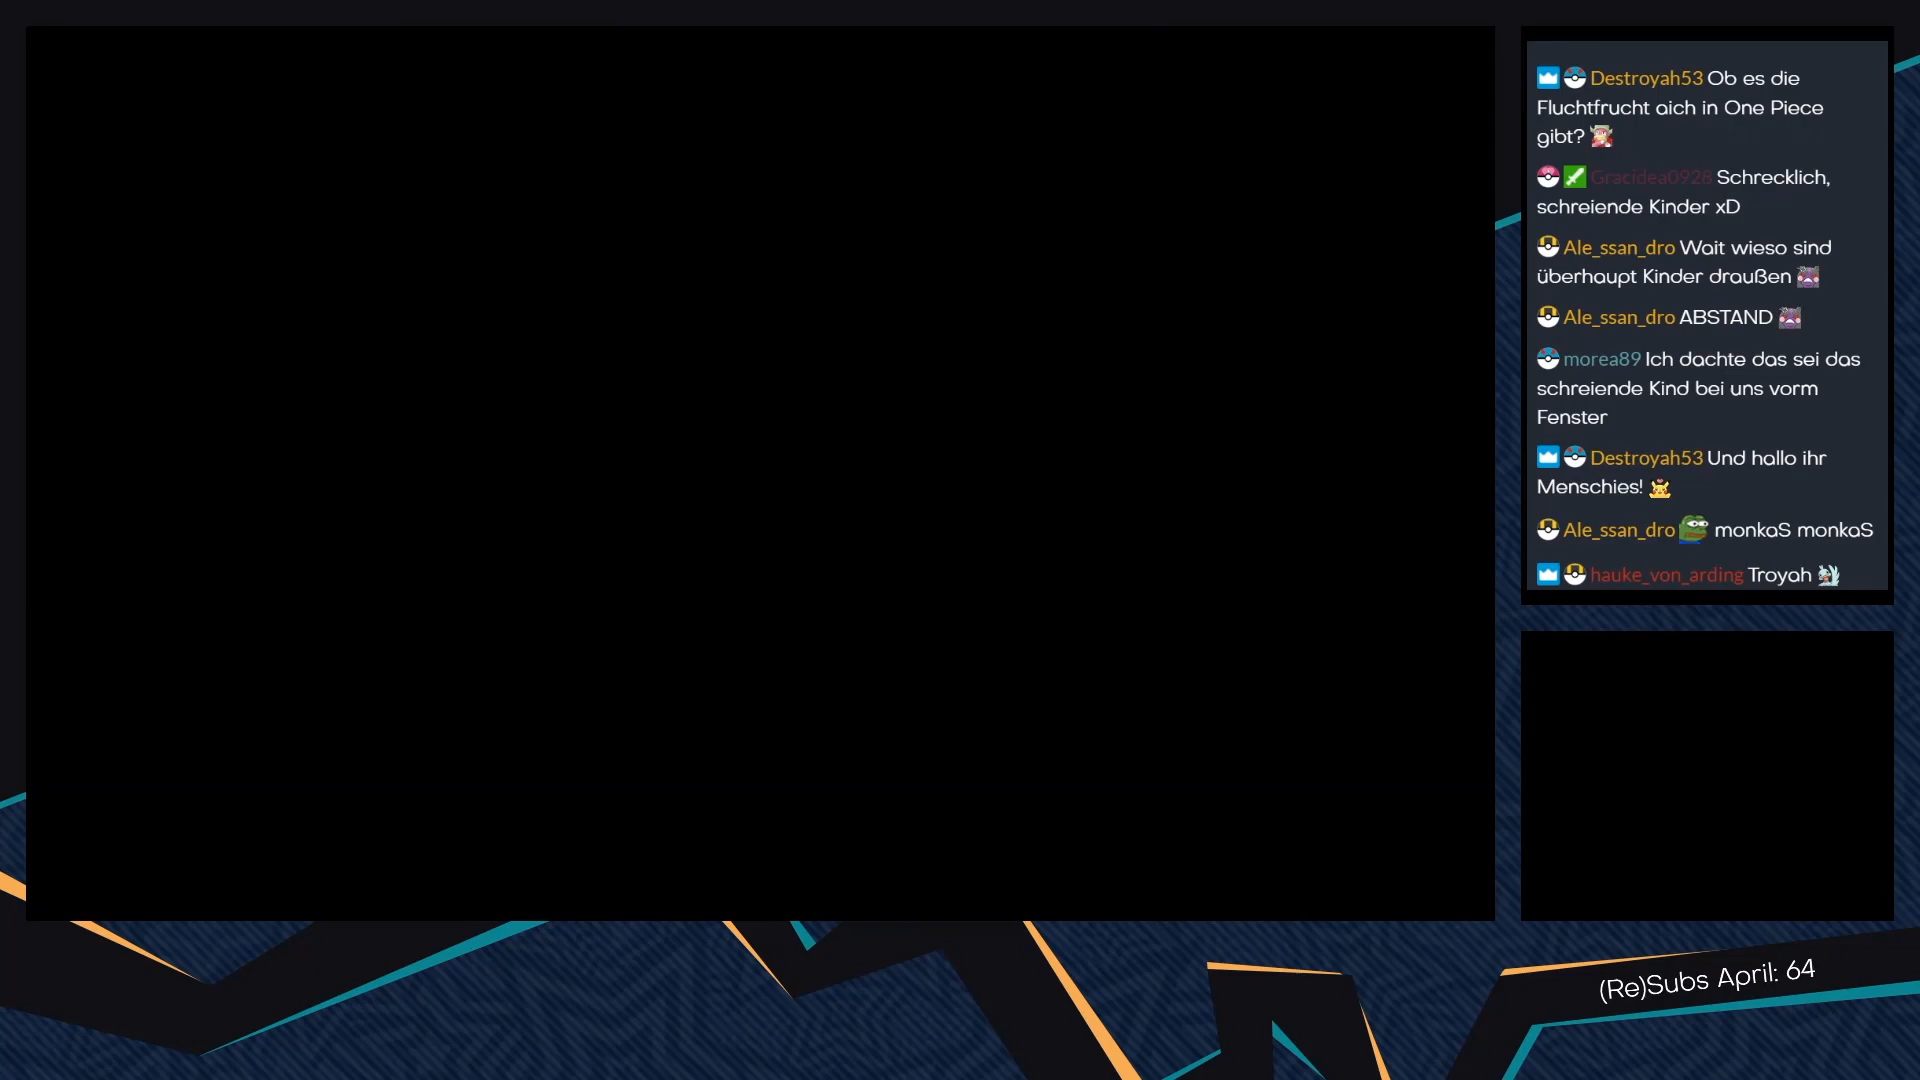 Destroyah53 Ob es die
Fluchtfrucht aich in One Piece
gibt?
Gracidea0928 Schrecklich,
schreiende Kinder xD
Ale_ssan_dro Wait wieso sind
überhaupt Kinder draußen
Ale_ssan_dro ABSTAND
morea89 Ich dachte das sei das
schreiende Kind bei uns vorm
Fenster
Destroyah53 Und hallo ihr
Menschies!
Ale_ssan_dro monkaS monkaS
hauke_von_arding Troyah
(Re)Subs April: 64